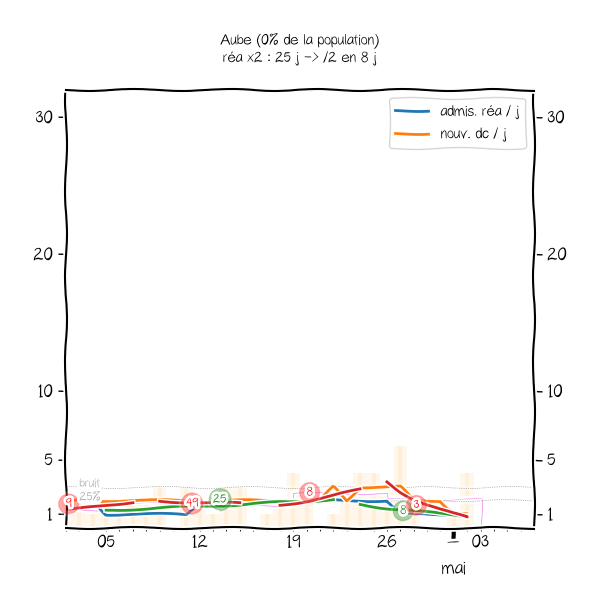 Aube (0% de la population)
réa x2 : 25 j -> /2 en 8 j
admis. réa / j
nouv. dc / j
30 30
20 20
10 10
5 5
bruit
25%
1 1
9 49 25 8 8 3
05 12 19 26 03
mai